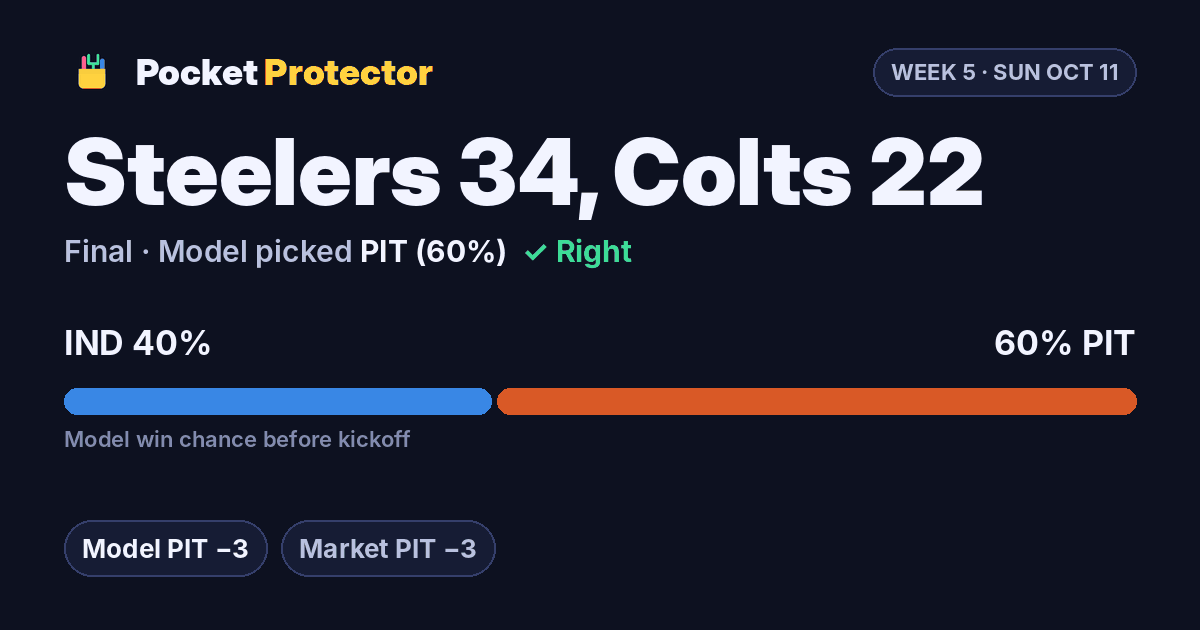 Pocket Protector
WEEK 5 · SUN OCT 11
Steelers 34, Colts 22
Final · Model picked PIT (60%) ✓ Right
IND 40%
60% PIT
Model win chance before kickoff
Model PIT −3
Market PIT −3